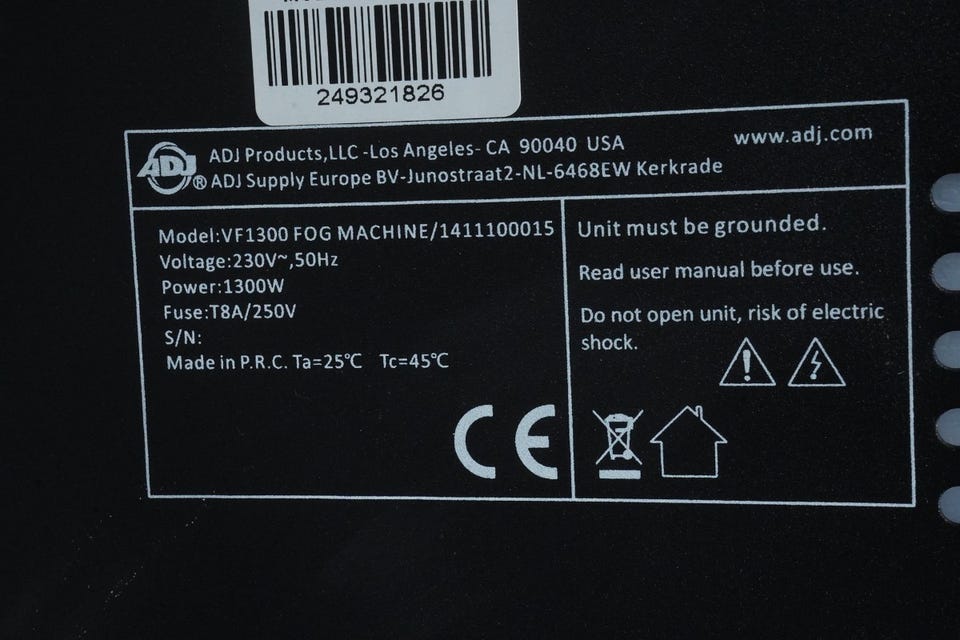 249321826
ADJ Products,LLC -Los Angeles- CA 90040 USA
www.adj.com
ADJ
® ADJ Supply Europe BV-Junostraat2-NL-6468EW Kerkrade
Model:VF1300 FOG MACHINE/1411100015
Voltage:230V~,50Hz
Power:1300W
Fuse:T8A/250V
S/N:
Made in P.R.C. Ta=25℃ Tc=45℃
CE
Unit must be grounded.
Read user manual before use.
Do not open unit, risk of electric
shock.